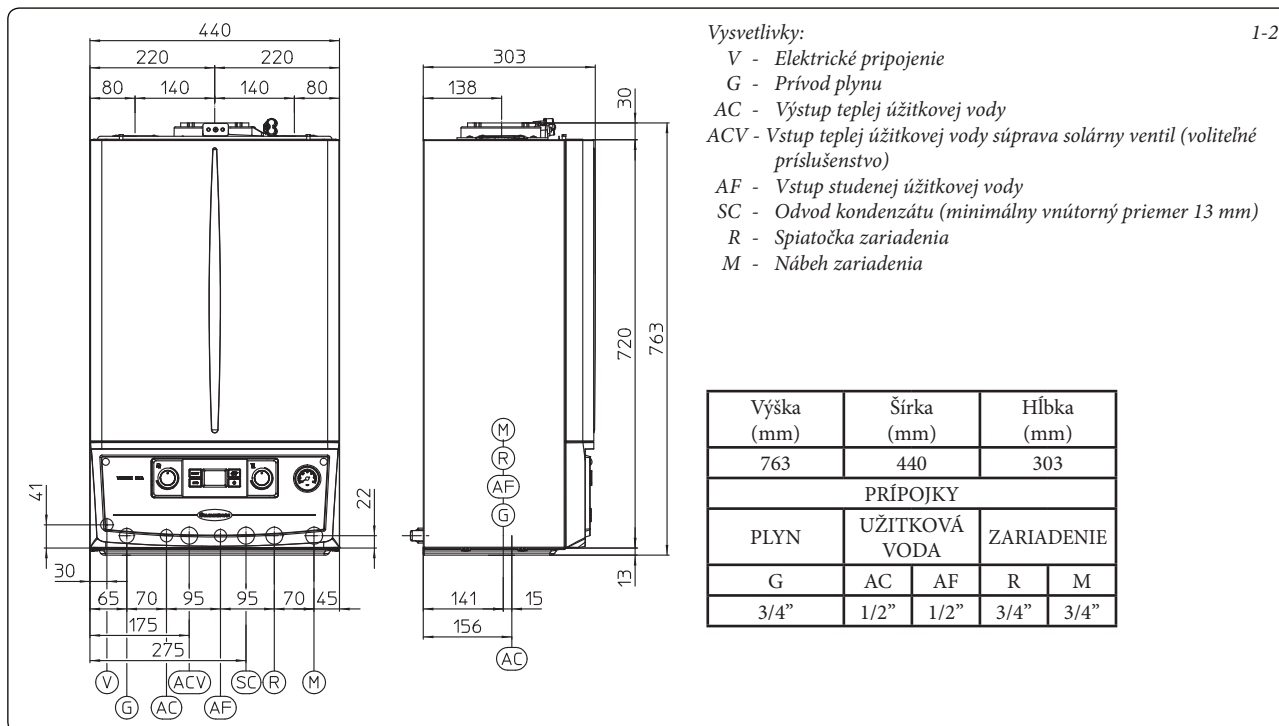 440
220 220
80 140 140 80
303
138
30
720
763
13
41
22
30
65 70 95 95 70 45
175
275
V ACV SC R M
G AC AF
M
R
AF
G
141 15
156
AC
Vysvetlivky: 1-2
V - Elektrické pripojenie
G - Prívod plynu
AC - Výstup teplej úžitkovej vody
ACV - Vstup teplej úžitkovej vody súprava solárny ventil (voliteľné
príslušenstvo)
AF - Vstup studenej úžitkovej vody
SC - Odvod kondenzátu (minimálny vnútorný priemer 13 mm)
R - Spiatočka zariadenia
M - Nábeh zariadenia
Výška Šírka Hĺbka
(mm) (mm) (mm)
763 440 303
PRÍPOJKY
PLYN UŽITKOVÁ ZARIADENIE
VODA
G AC AF R M
3/4” 1/2” 1/2” 3/4” 3/4”